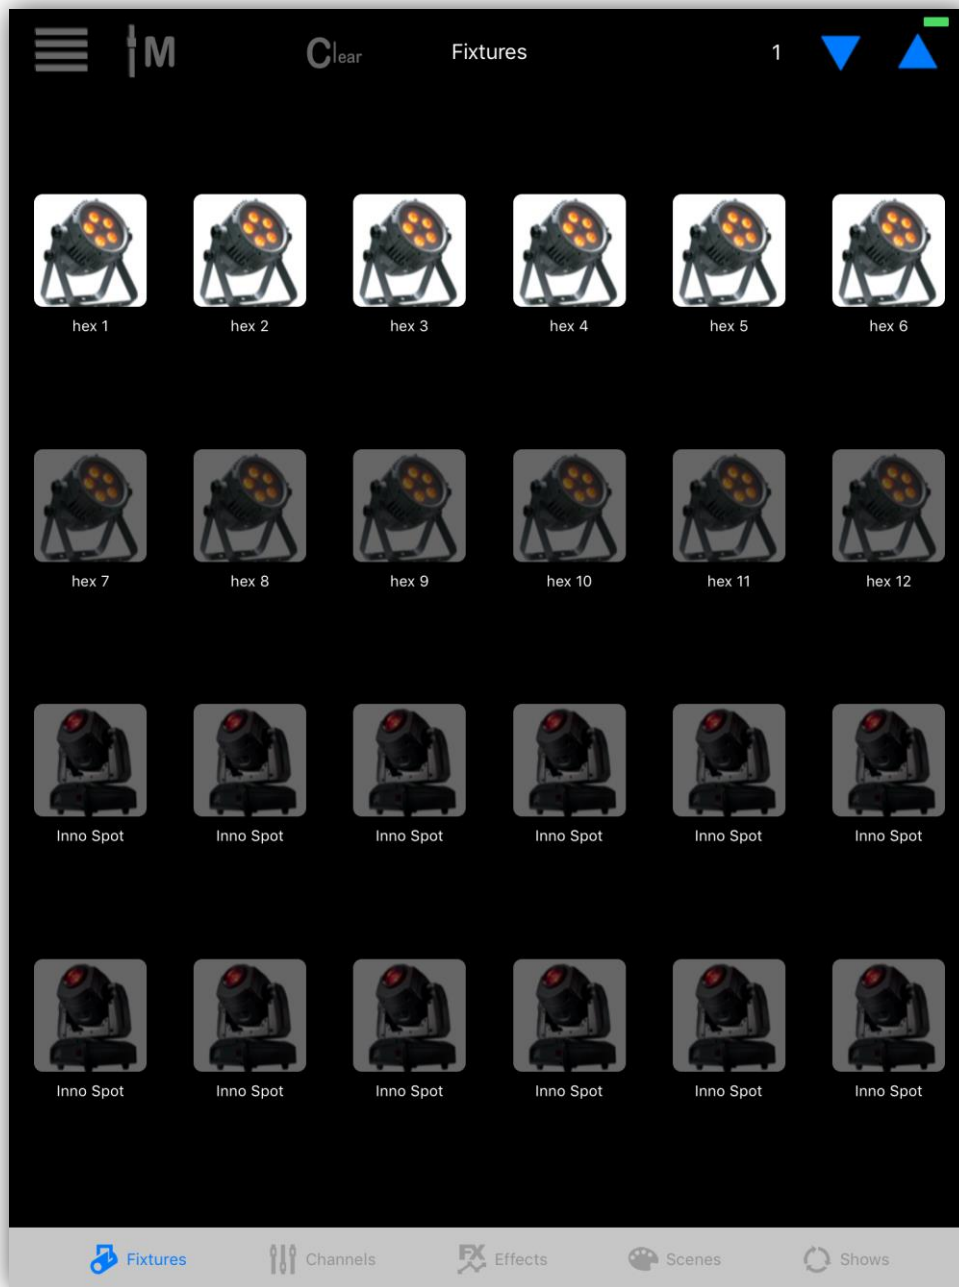 M Clear Fixtures 1
hex 1 hex 2 hex 3 hex 4 hex 5 hex 6
hex 7 hex 8 hex 9 hex 10 hex 11 hex 12
Inno Spot Inno Spot Inno Spot Inno Spot Inno Spot Inno Spot
Inno Spot Inno Spot Inno Spot Inno Spot Inno Spot Inno Spot
Fixtures Channels FX Effects Scenes Shows